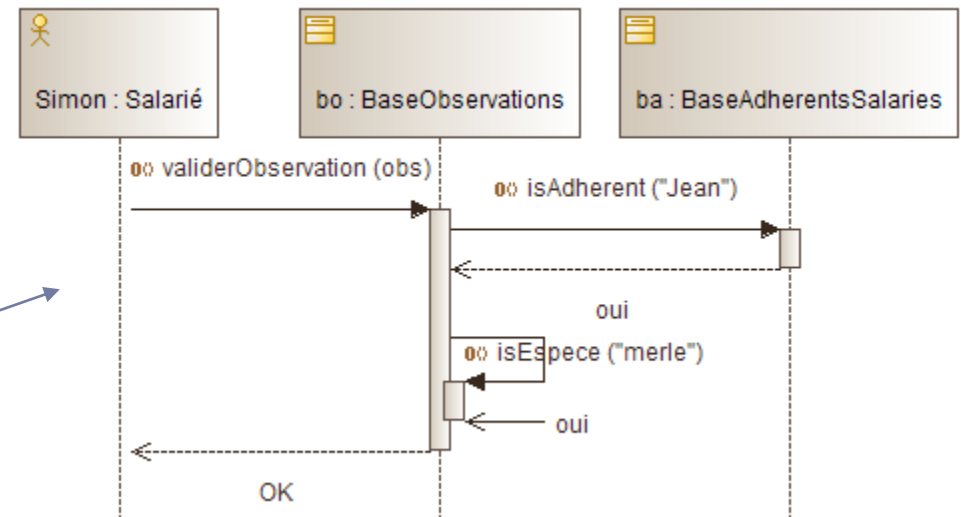 Simon : Salarié
bo : BaseObservations
ba : BaseAdherentsSalaries
validerObservation (obs)
isAdherent ("Jean")
oui
isEspece ("merle")
oui
OK